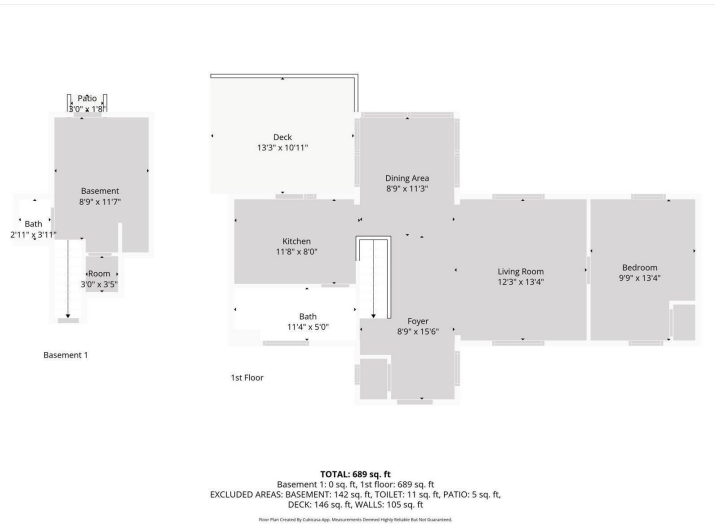 Patio
3'0" x 1'8"
Deck
13'3" x 10'11"
Dining Area
8'9" x 11'3"
Basement
8'9" x 11'7"
Bath
2'11" x 3'11"
Kitchen
11'8" x 8'0"
Living Room
12'3" x 13'4"
Bedroom
9'9" x 13'4"
Room
3'0" x 3'5"
Bath
11'4" x 5'0"
Foyer
8'9" x 15'6"
Basement 1
1st Floor
TOTAL: 689 sq. ft
Basement 1: 0 sq. ft, 1st floor: 689 sq. ft
EXCLUDED AREAS: BASEMENT: 142 sq. ft, TOILET: 11 sq. ft, PATIO: 5 sq. ft,
DECK: 146 sq. ft, WALLS: 105 sq. ft
Floor Plan Created By Cubicasa App. Measurements Deemed Highly Reliable But Not Guaranteed.